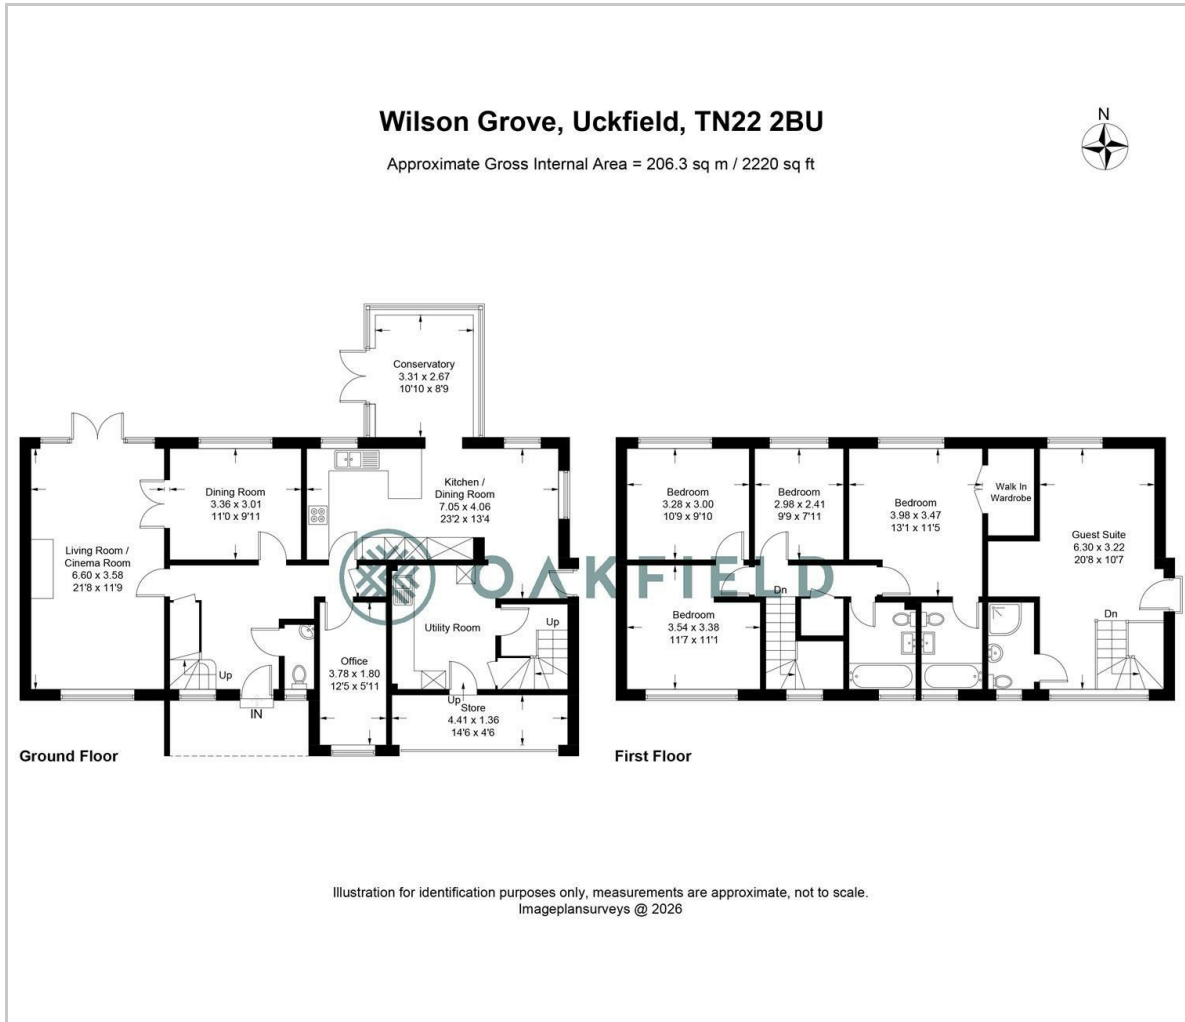 Wilson Grove, Uckfield, TN22 2BU
Approximate Gross Internal Area = 206.3 sq m / 2220 sq ft
N
Conservatory
3.31 x 2.67
10'10 x 8'9
Dining Room
3.36 x 3.01
11'0 x 9'11
Kitchen /
Dining Room
7.05 x 4.06
23'2 x 13'4
Living Room /
Cinema Room
6.60 x 3.58
21'8 x 11'9
Utility Room
Up
Office
3.78 x 1.80
12'5 x 5'11
Up
IN
Up
Store
4.41 x 1.36
14'6 x 4'6
Ground Floor
Bedroom
3.28 x 3.00
10'9 x 9'10
Bedroom
2.98 x 2.41
9'9 x 7'11
Bedroom
3.98 x 3.47
13'1 x 11'5
Walk In
Wardrobe
Guest Suite
6.30 x 3.22
20'8 x 10'7
Dn
Bedroom
3.54 x 3.38
11'7 x 11'1
Dn
First Floor
OAKFIELD
Illustration for identification purposes only, measurements are approximate, not to scale.
Imageplansurveys @ 2026